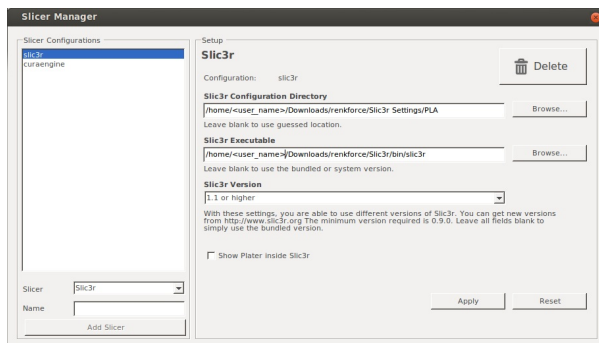 Slicer Manager
Slicer Configurations
slic3r
curaengine
Slicer
Slic3r
Name
Add Slicer
Setup
Slic3r
Delete
Configuration: slic3r
Slic3r Configuration Directory
/home/<user_name>/Downloads/renkforce/Slic3r Settings/PLA
Browse...
Leave blank to use guessed location.
Slic3r Executable
/home/<user_name>/Downloads/renkforce/Slic3r/bin/slic3r
Browse...
Leave blank to use the bundled or system version.
Slic3r Version
1.1 or higher
With these settings, you are able to use different versions of Slic3r. You can get new versions
from http://www.slic3r.org The minimum version required is 0.9.0. Leave all fields blank to
simply use the bundled version.
Show Plater inside Slic3r
Apply
Reset